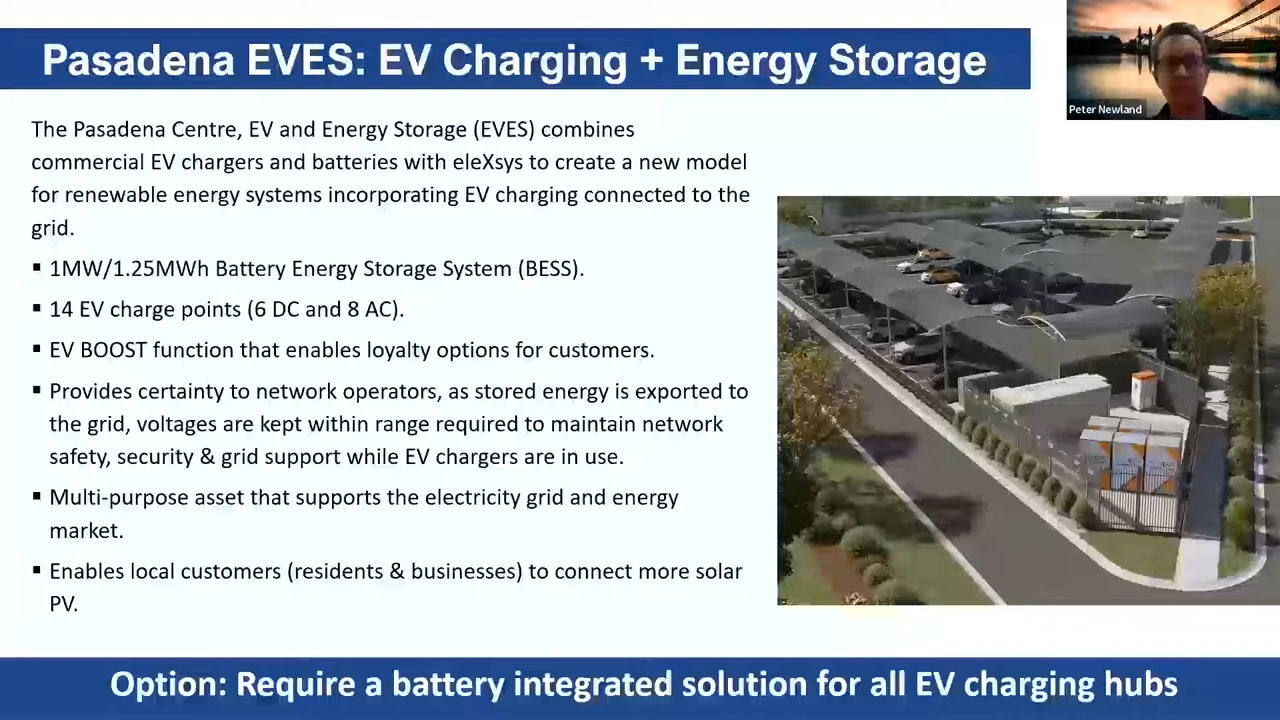 Pasadena EVES: EV Charging + Energy Storage
Peter Newland
The Pasadena Centre, EV and Energy Storage (EVES) combines
commercial EV chargers and batteries with eleXsys to create a new model
for renewable energy systems incorporating EV charging connected to the
grid.
▪ 1MW/1.25MWh Battery Energy Storage System (BESS).
▪ 14 EV charge points (6 DC and 8 AC).
▪ EV BOOST function that enables loyalty options for customers.
▪ Provides certainty to network operators, as stored energy is exported to
the grid, voltages are kept within range required to maintain network
safety, security & grid support while EV chargers are in use.
▪ Multi-purpose asset that supports the electricity grid and energy
market.
▪ Enables local customers (residents & businesses) to connect more solar
PV.
Option: Require a battery integrated solution for all EV charging hubs